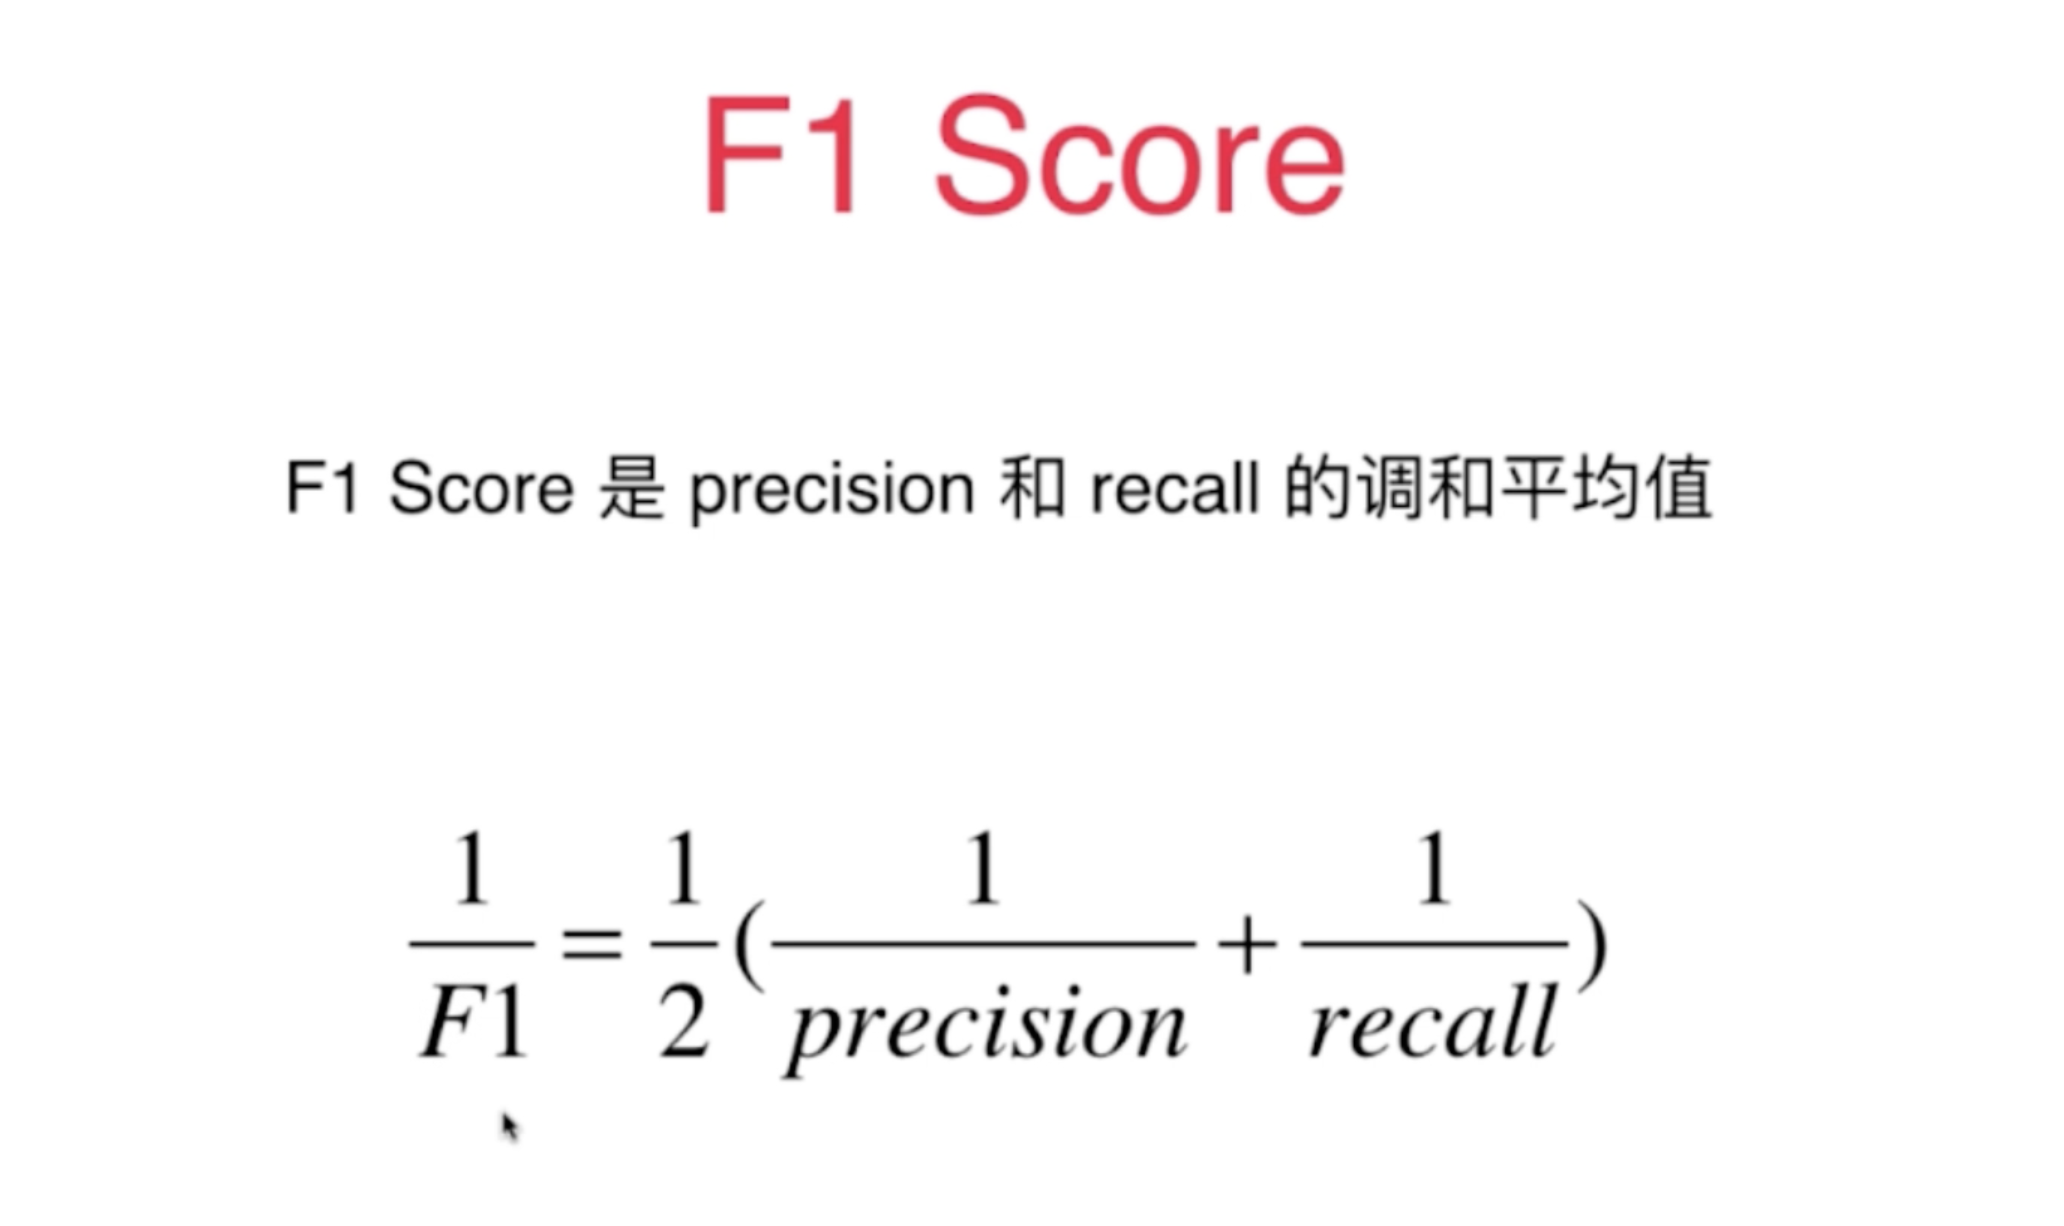 F1 Score
F1 Score 是 precision 和 recall 的调和平均值
1/F1 = 1/2(1/precision + 1/recall)